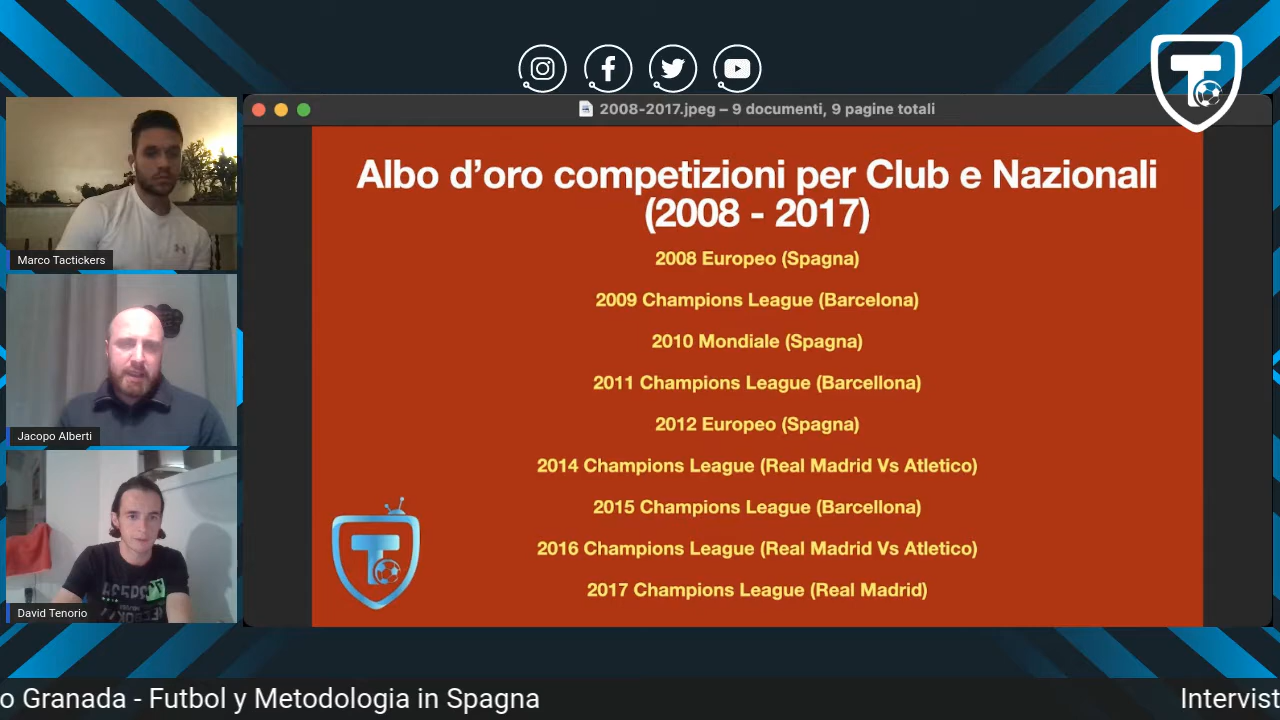 2008-2017.jpeg – 9 documenti, 9 pagine totali
Albo d'oro competizioni per Club e Nazionali
(2008 - 2017)
2008 Europeo (Spagna)
2009 Champions League (Barcelona)
2010 Mondiale (Spagna)
2011 Champions League (Barcellona)
2012 Europeo (Spagna)
2014 Champions League (Real Madrid Vs Atletico)
2015 Champions League (Barcellona)
2016 Champions League (Real Madrid Vs Atletico)
2017 Champions League (Real Madrid)
Marco Tactickers
Jacopo Alberti
David Tenorio
o Granada - Futbol y Metodologia in Spagna
Intervist